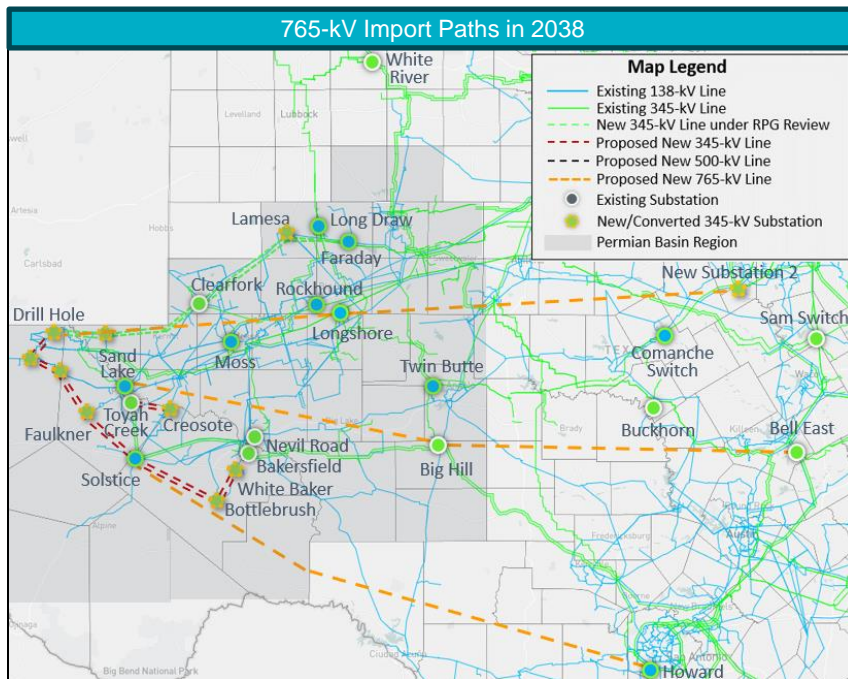 765-kV Import Paths in 2038
White
River
Map Legend
Existing 138-kV Line
Existing 345-kV Line
New 345-kV Line under RPG Review
Proposed New 345-kV Line
Proposed New 500-kV Line
Proposed New 765-kV Line
Existing Substation
New/Converted 345-kV Substation
Permian Basin Region
Levelland
Lubbock
Artesia
Hobbs
Carlsbad
Lamesa
Long Draw
Faraday
Clearfork
Rockhound
Longshore
New Substation 2
Drill Hole
Sand
Lake
Moss
Comanche
Switch
Sam Switch
Twin Butte
Toyah
Creek
Creosote
Faulkner
Big Lake
Brady
Buckhorn
Killeen
Bell East
Nevil Road
Bakersfield
Big Hill
Solstice
White Baker
Bottlebrush
Alpine
Fredericksburg
Austin
New Braunfels
San Antonio
Ciudad Acuña
Big Bend National Park
Howard